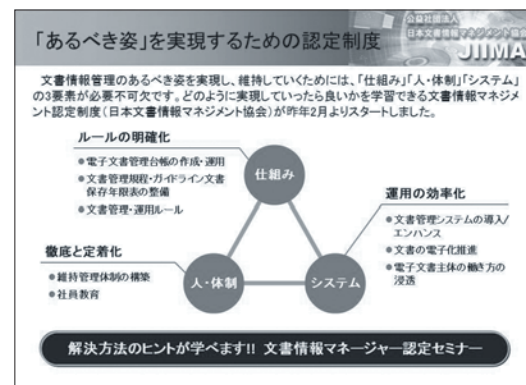 「あるべき姿」を実現するための認定制度
公益社団法人
日本文書情報マネジメント協会
JIIMA
文書情報管理のあるべき姿を実現し、維持していくためには、「仕組み」「人・体制」「システム」
の3要素が必要不可欠です。どのように実現していったら良いかを学習できる文書情報マネジメ
ント認定制度(日本文書情報マネジメント協会)が昨年2月よりスタートしました。
ルールの明確化
●電子文書管理台帳の作成・運用
●文書管理規程・ガイドライン文書
保存年限表の整備
●文書管理・運用ルール
仕組み
運用の効率化
●文書管理システムの導入/
エンハンス
●文書の電子化推進
●電子文書主体の働き方の
浸透
徹底と定着化
●維持管理体制の構築
●社員教育
人・体制
システム
解決方法のヒントが学べます!! 文書情報マネージャー認定セミナー